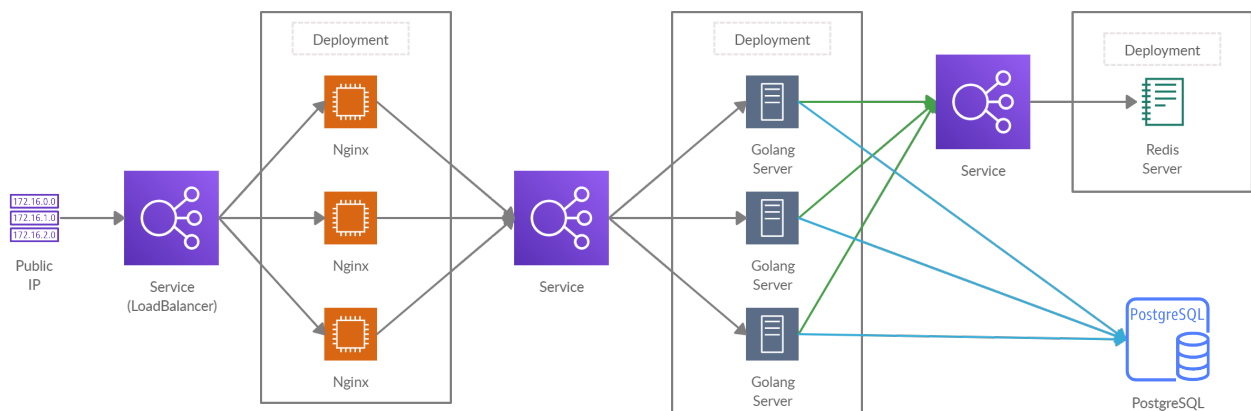 172.16.0.0
172.16.1.0
172.16.2.0
Public
IP
Service
(LoadBalancer)
Deployment
Nginx
Nginx
Nginx
Service
Deployment
Golang
Server
Golang
Server
Golang
Server
Service
Deployment
Redis
Server
PostgreSQL
PostgreSQL